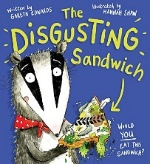 Written by
GARETH EDWARDS
Illustrated by
HANNAH SHAW
The
DISGUSTING
Sandwich
WOULD
YOU
EAT THIS
SANDWICH?